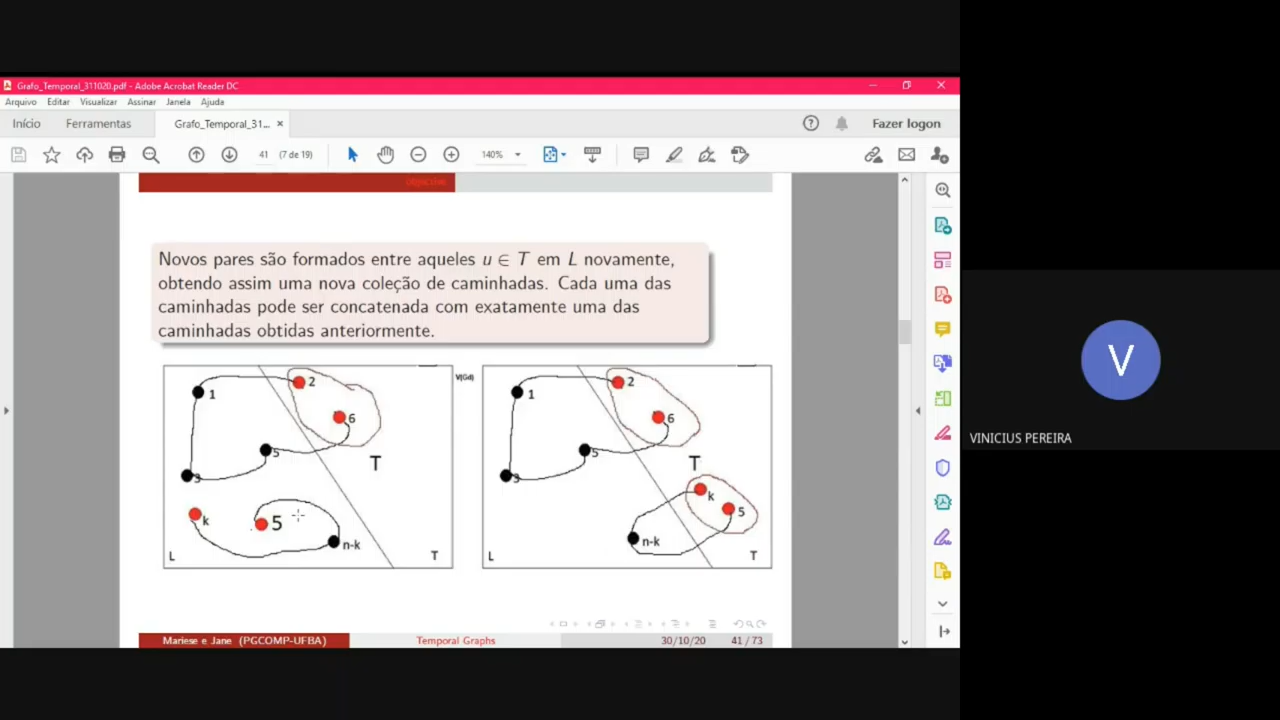 Grafo_Temporal_311020.pdf - Adobe Acrobat Reader DC
Arquivo Editar Visualizar Assinar Janela Ajuda
Início Ferramentas Grafo_Temporal_31... × Fazer logon
41 (7 de 19) 140%
objective
Novos pares são formados entre aqueles u ∈ T em L novamente,
obtendo assim uma nova coleção de caminhadas. Cada uma das
caminhadas pode ser concatenada com exatamente uma das
caminhadas obtidas anteriormente.
V(Gd)
2
1
6
5
T
3
k
5
n-k
L
T
2
1
6
5
T
3
k
5
n-k
L
T
V
VINICIUS PEREIRA
Mariese e Jane (PGCOMP-UFBA) Temporal Graphs 30/10/20 41 / 73